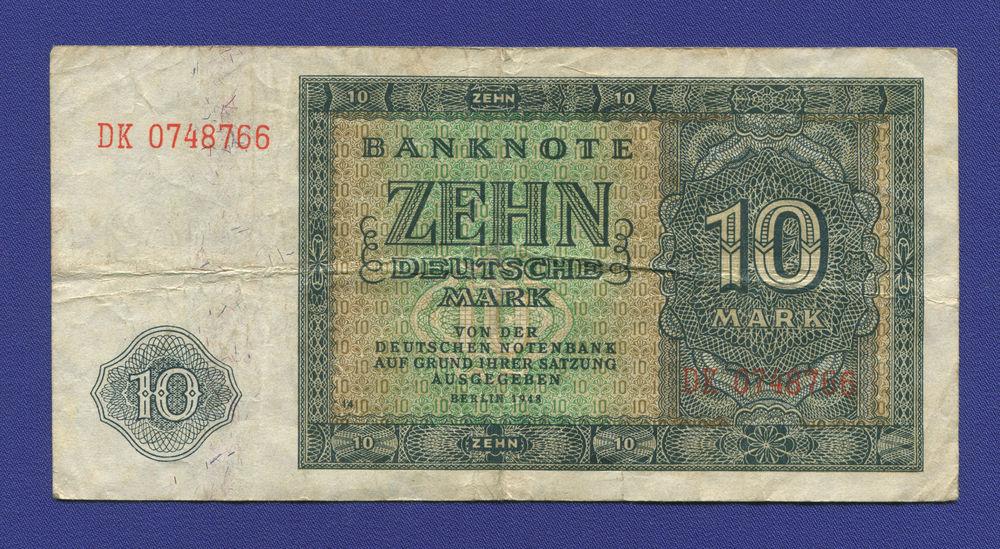 10 ZEHN 10
DK 0748766
BANKNOTE
ZEHN
DEUTSCHE
MARK
10
MARK
VON DER
DEUTSCHEN NOTENBANK
AUF GRUND IHRER SATZUNG
AUSGEGEBEN
BERLIN 1948
DK 0748766
10
14
10 ZEHN 10